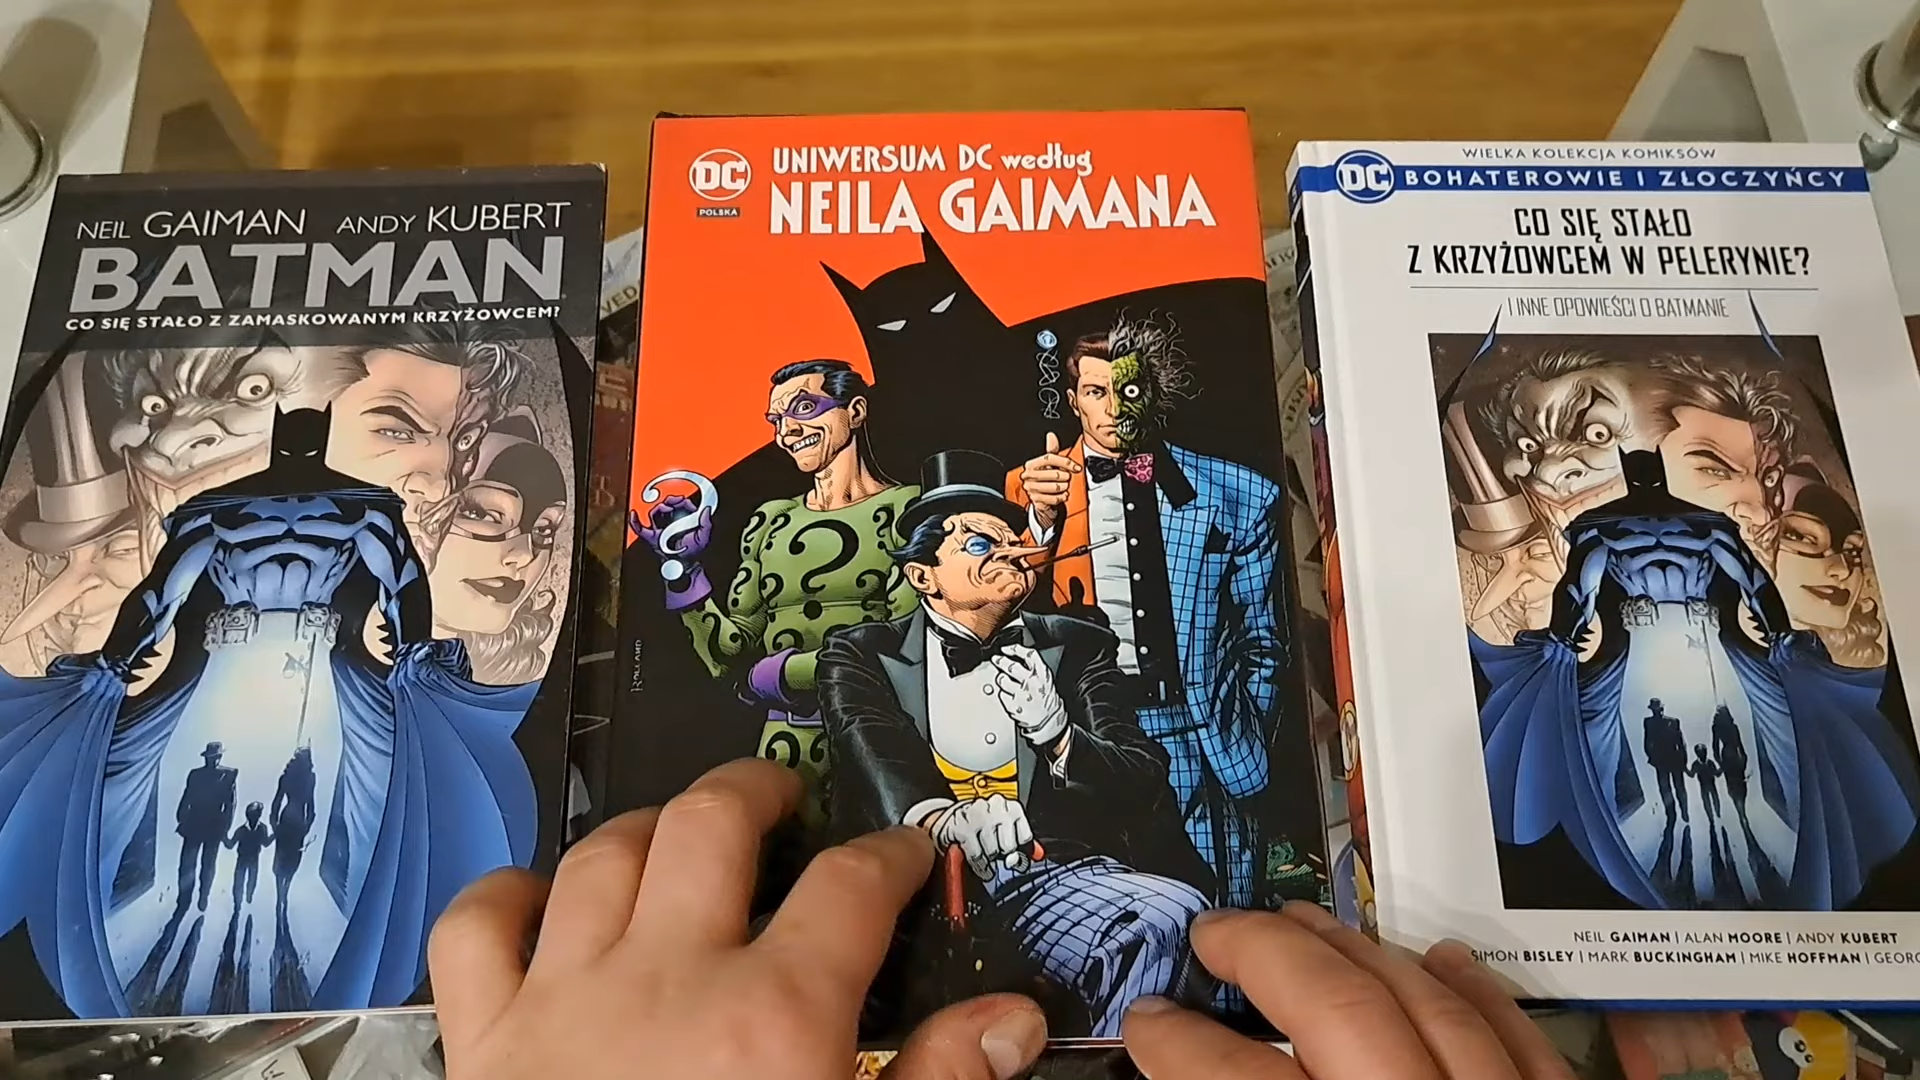 NEIL GAIMAN ANDY KUBERT
BATMAN
CO SIĘ STAŁO Z ZAMASKOWANYM KRZYŻOWCEM?
DC
POLSKA
UNIWERSUM DC według
NEILA GAIMANA
BOLLAND
WIELKA KOLEKCJA KOMIKSÓW
DC BOHATEROWIE I ZŁOCZYŃCY
CO SIĘ STAŁO
Z KRZYŻOWCEM W PELERYNIE?
I INNE OPOWIEŚCI O BATMANIE
NEIL GAIMAN | ALAN MOORE | ANDY KUBERT
SIMON BISLEY | MARK BUCKINGHAM | MIKE HOFFMAN | GEORG